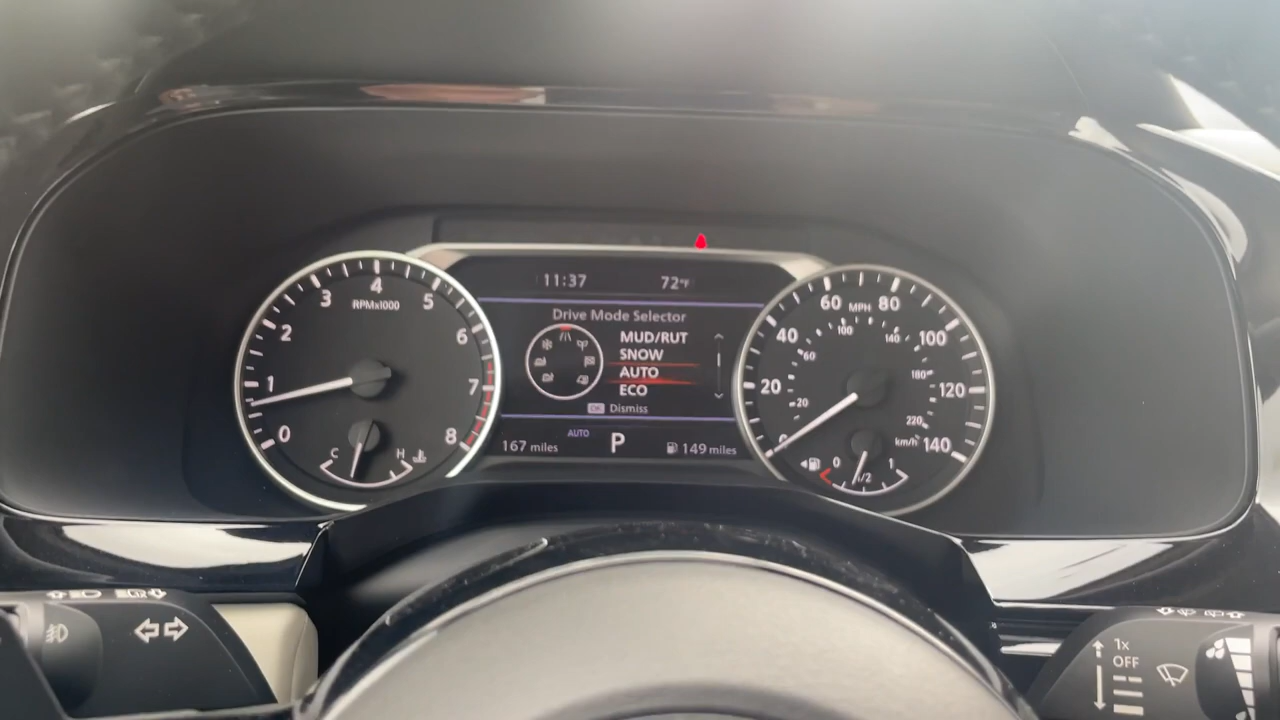 11:37 72°F
Drive Mode Selector
MUD/RUT
SNOW
AUTO
ECO
OK Dismiss
167 miles AUTO P 149 miles
0 1 2 3 4 5 6 7 8
RPMx1000
C H
0 20 40 60 80 100 120 140
MPH
20 60 100 140 180 220
km/h
0 1/2 1
1x
OFF